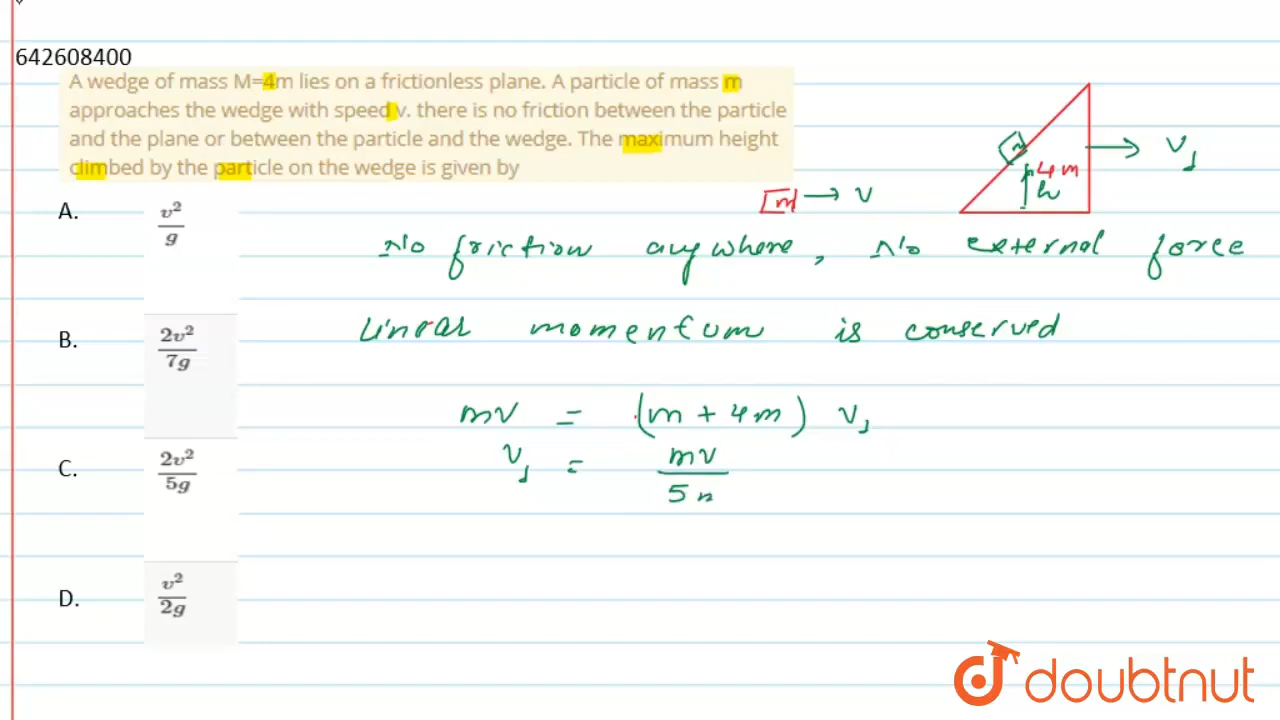 642608400
A wedge of mass M=4m lies on a frictionless plane. A particle of mass m
approaches the wedge with speed v. there is no friction between the particle
and the plane or between the particle and the wedge. The maximum height
climbed by the particle on the wedge is given by
m → v
m
4m
h
→ v₁
A. v²/g
No friction anywhere, No external force
B. 2v²/7g
Linear momentum is conserved
mv = (m + 4m) v₁
C. 2v²/5g
v₁ = mv/5
D. v²/2g
doubtnut